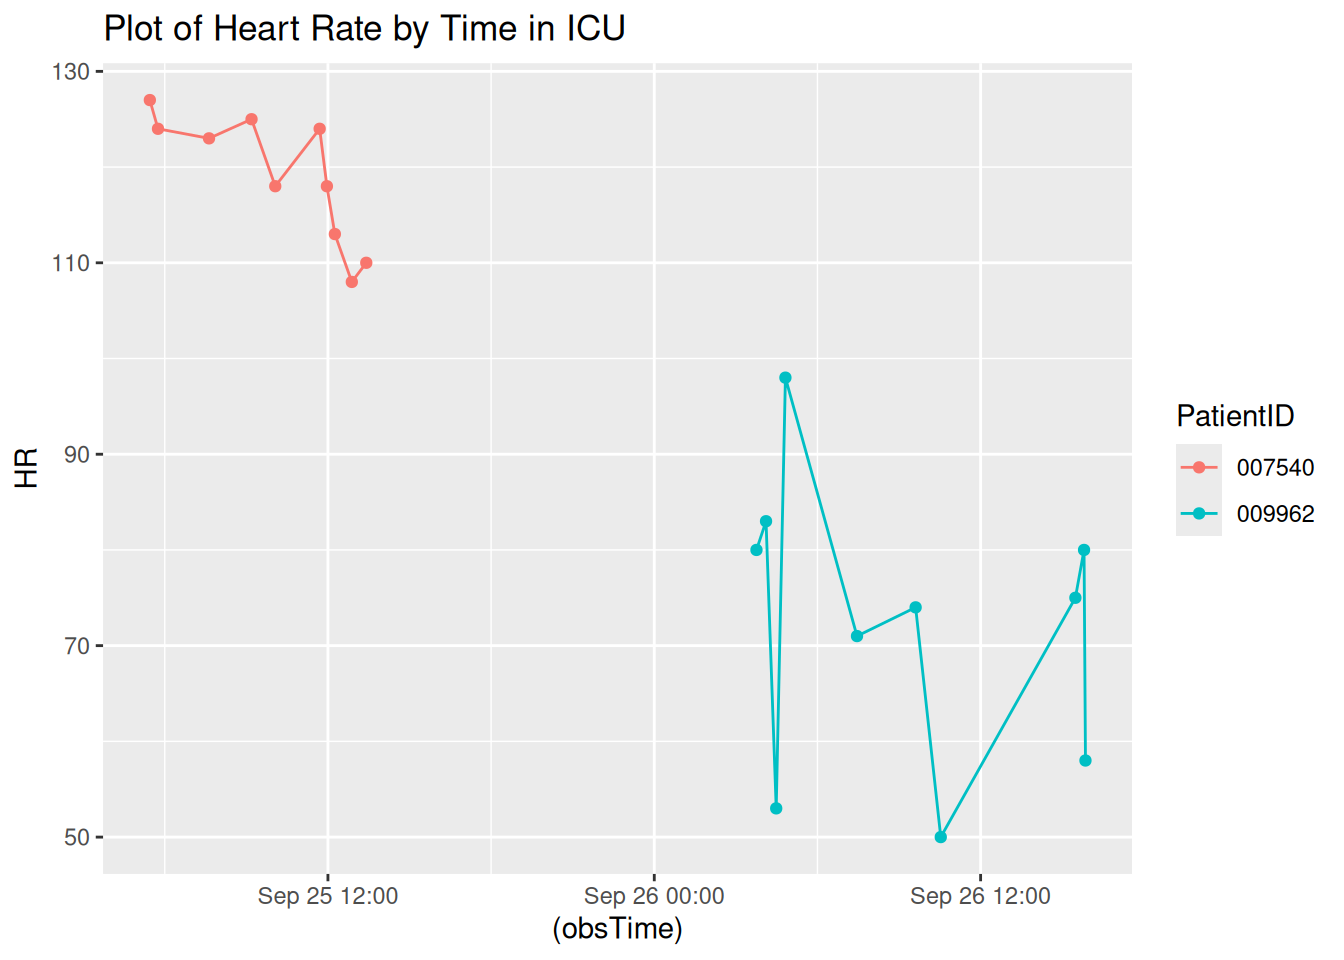 Plot of Heart Rate by Time in ICU
130
110
90
70
50
HR
Sep 25 12:00
Sep 26 00:00
Sep 26 12:00
(obsTime)
PatientID
007540
009962